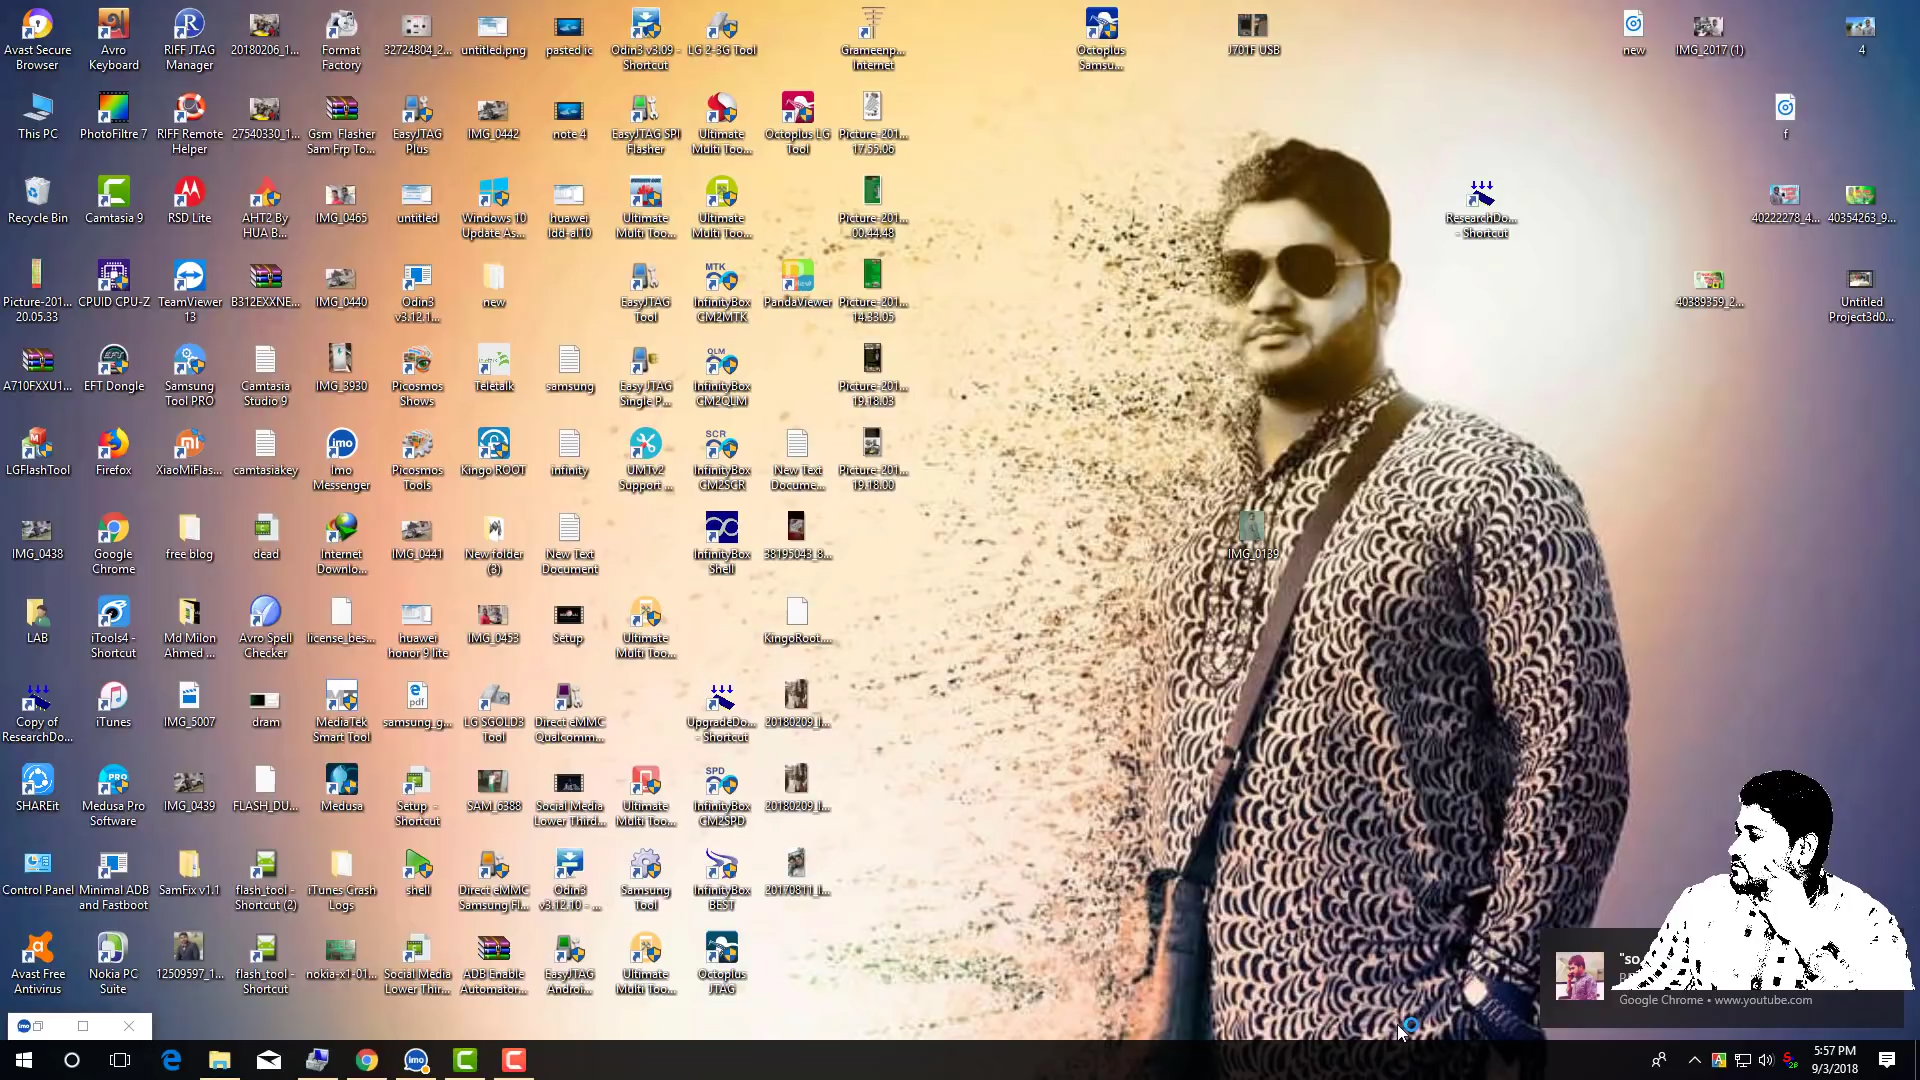 Avast Secure
Browser
Avro
Keyboard
RIFF JTAG
Manager
20180206_1...
Format
Factory
32724804_2...
untitled.png
pasted ic
Odin3 v3.09 -
Shortcut
LG 2-3G Tool
Grameenp...
Internet
Octoplus
Samsu...
J701F USB
new
IMG_2017 (1)
4
This PC
PhotoFiltre 7
RIFF Remote
Helper
27540330_1...
Gsm Flasher
Sam Frp To...
EasyJTAG
Plus
IMG_0442
note 4
EasyJTAG SPI
Flasher
Ultimate
Multi Too...
Octoplus LG
Tool
Picture-201...
17.55.06
f
Recycle Bin
Camtasia 9
RSD Lite
AHT2 By
HUA B...
IMG_0465
untitled
Windows 10
Update As...
huawei
ldd-al10
Ultimate
Multi Too...
Ultimate
Multi Too...
Picture-201...
00.44.48
ResearchDo...
- Shortcut
40222278_4...
40354263_9...
Picture-201...
20.05.33
CPUID CPU-Z
TeamViewer
13
B312EXXNE...
IMG_0440
Odin3
v3.12.1...
new
EasyJTAG
Tool
MTK
InfinityBox
CM2MTK
PandaViewer
Picture-201...
14.33.05
40389359_2...
Untitled
Project3d0...
A710FXXU1...
EFT Dongle
Samsung
Tool PRO
Camtasia
Studio 9
IMG_3930
Picosmos
Shows
Teletalk
samsung
Easy JTAG
Single P...
QLM
InfinityBox
CM2QLM
Picture-201...
19.18.03
LGFlashTool
Firefox
XiaoMiFlas...
camtasiakey
Imo
Messenger
Picosmos
Tools
Kingo ROOT
infinity
UMTv2
Support ...
SCR
InfinityBox
CM2SCR
New Text
Docume...
Picture-201...
19.18.00
IMG_0438
Google
Chrome
free blog
dead
Internet
Downlo...
IMG_0441
New folder
(3)
New Text
Document
InfinityBox
Shell
38195043_8...
IMG_0139
LAB
iTools4 -
Shortcut
Md Milon
Ahmed ...
Avro Spell
Checker
license_bes...
huawei
honor 9 lite
IMG_0453
Setup
Ultimate
Multi Too...
KingoRoot....
Copy of
ResearchDo...
iTunes
IMG_5007
dram
MediaTek
Smart Tool
samsung_g...
LG SGOLD3
Tool
Direct eMMC
Qualcomm...
UpgradeDo...
- Shortcut
20180209_I...
SHAREit
Medusa Pro
Software
IMG_0439
FLASH_DU...
Medusa
Setup -
Shortcut
SAM_6388
Social Media
Lower Third...
Ultimate
Multi Too...
SPD
InfinityBox
CM2SPD
20180209_I...
Control Panel
Minimal ADB
and Fastboot
SamFix v1.1
flash_tool -
Shortcut (2)
iTunes Crash
Logs
shell
Direct eMMC
Samsung Fl...
Odin3
v3.12.10 - ...
Samsung
Tool
InfinityBox
BEST
20170811_I...
Avast Free
Antivirus
Nokia PC
Suite
12509597_1...
flash_tool -
Shortcut
nokia-x1-01...
Social Media
Lower Thir...
ADB Enable
Automator...
EasyJTAG
Androi...
Ultimate
Multi Too...
Octoplus
JTAG
"so
Google Chrome • www.youtube.com
imo
5:57 PM
9/3/2018